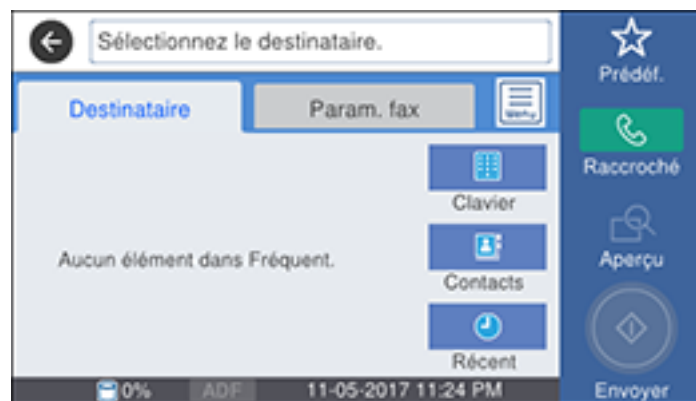 Sélectionnez le destinataire.
Prédéf.
Destinataire
Param. fax
Menu
Raccroché
Clavier
Aucun élément dans Fréquent.
Aperçu
Contacts
Récent
0%
ADF
11-05-2017 11:24 PM
Envoyer